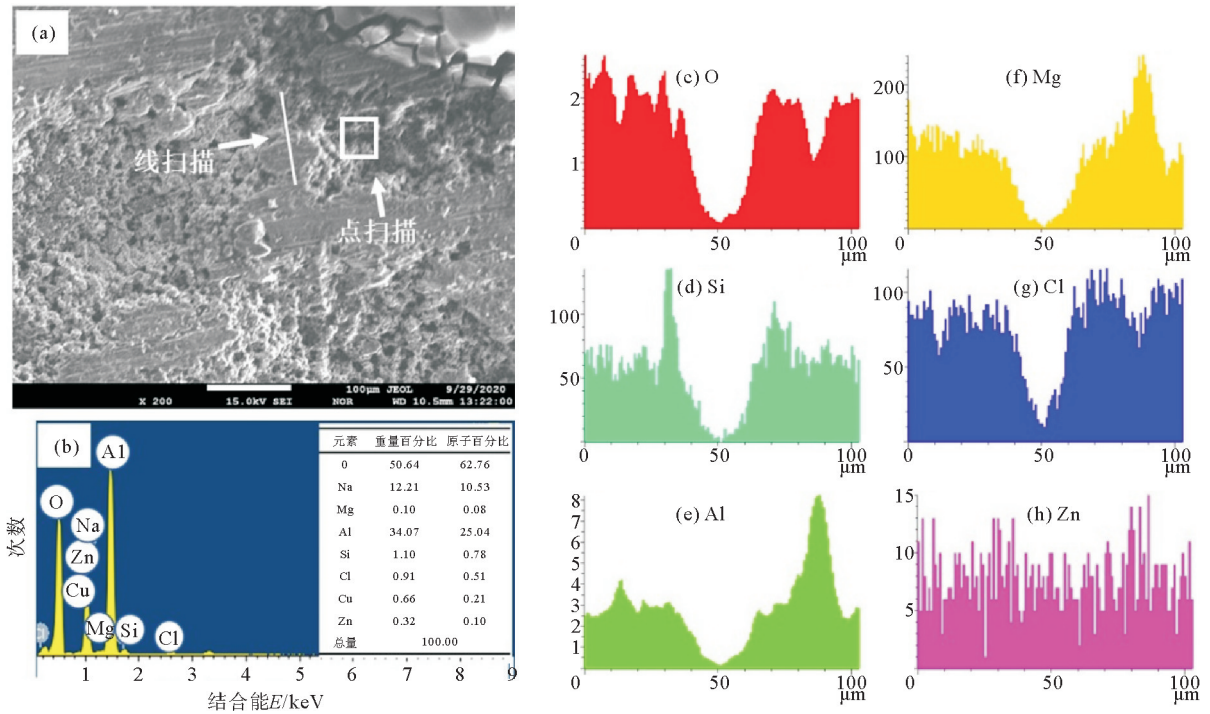 (a)
线扫描
点扫描
100μm JEOL 9/29/2020
X 200 15.0kV SEI NOR WD 10.5mm 13:22:00
(b)
Al
O
Na
Zn
Cu
Mg
Si
Cl
元素 重量百分比 原子百分比
O 50.64 62.76
Na 12.21 10.53
Mg 0.10 0.08
Al 34.07 25.04
Si 1.10 0.78
Cl 0.91 0.51
Cu 0.66 0.21
Zn 0.32 0.10
总量 100.00
次数
1 2 3 4 5 6 7 8 9
结合能E/keV
(c) O
2
1
0 50 100
μm
(f) Mg
200
100
0 50 100
μm
(d) Si
100
50
0 50 100
μm
(g) Cl
100
50
0 50 100
μm
(e) Al
8
7
6
5
4
3
2
1
0 50 100
μm
(h) Zn
15
10
5
0 50 100
μm